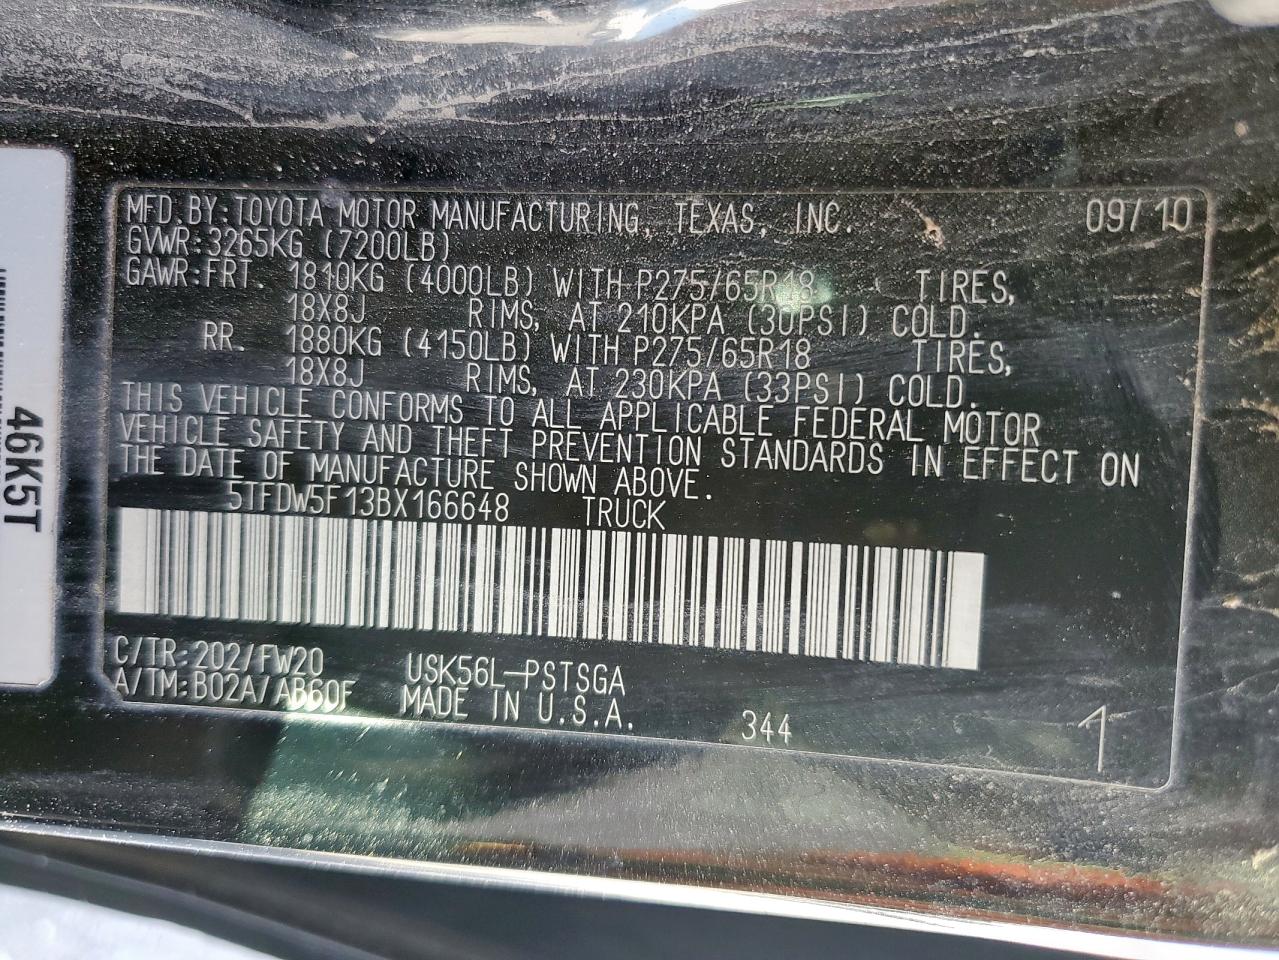 MFD.BY:TOYOTA MOTOR MANUFACTURING, TEXAS, INC. 09/10
GVWR:3265KG (7200LB)
GAWR:FRT. 1810KG (4000LB) WITH P275/65R18 TIRES,
18X8J RIMS, AT 210KPA (30PSI) COLD.
RR. 1880KG (4150LB) WITH P275/65R18 TIRES,
18X8J RIMS, AT 230KPA (33PSI) COLD.
THIS VEHICLE CONFORMS TO ALL APPLICABLE FEDERAL MOTOR
VEHICLE SAFETY AND THEFT PREVENTION STANDARDS IN EFFECT ON
THE DATE OF MANUFACTURE SHOWN ABOVE.
5TFDW5F13BX166648 TRUCK
C/TR:202/FW20 USK56L-PSTSGA
A/TM:B02A/AB60F MADE IN U.S.A. 344 1
46K5T